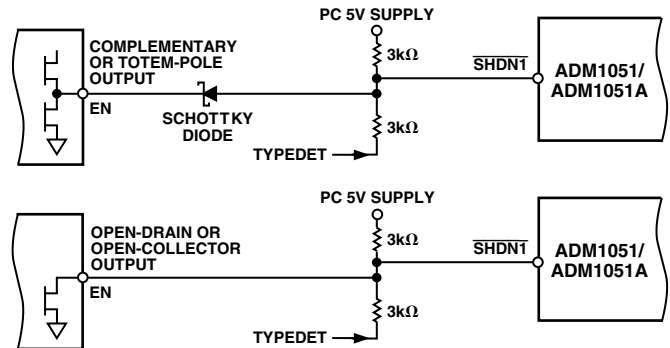 PC 5V SUPPLY
COMPLEMENTARY
OR TOTEM-POLE
OUTPUT
3kΩ
SHDN1
ADM1051/
ADM1051A
EN
SCHOTTKY
DIODE
3kΩ
TYPEDET
PC 5V SUPPLY
OPEN-DRAIN OR
OPEN-COLLECTOR
OUTPUT
3kΩ
SHDN1
ADM1051/
ADM1051A
EN
3kΩ
TYPEDET